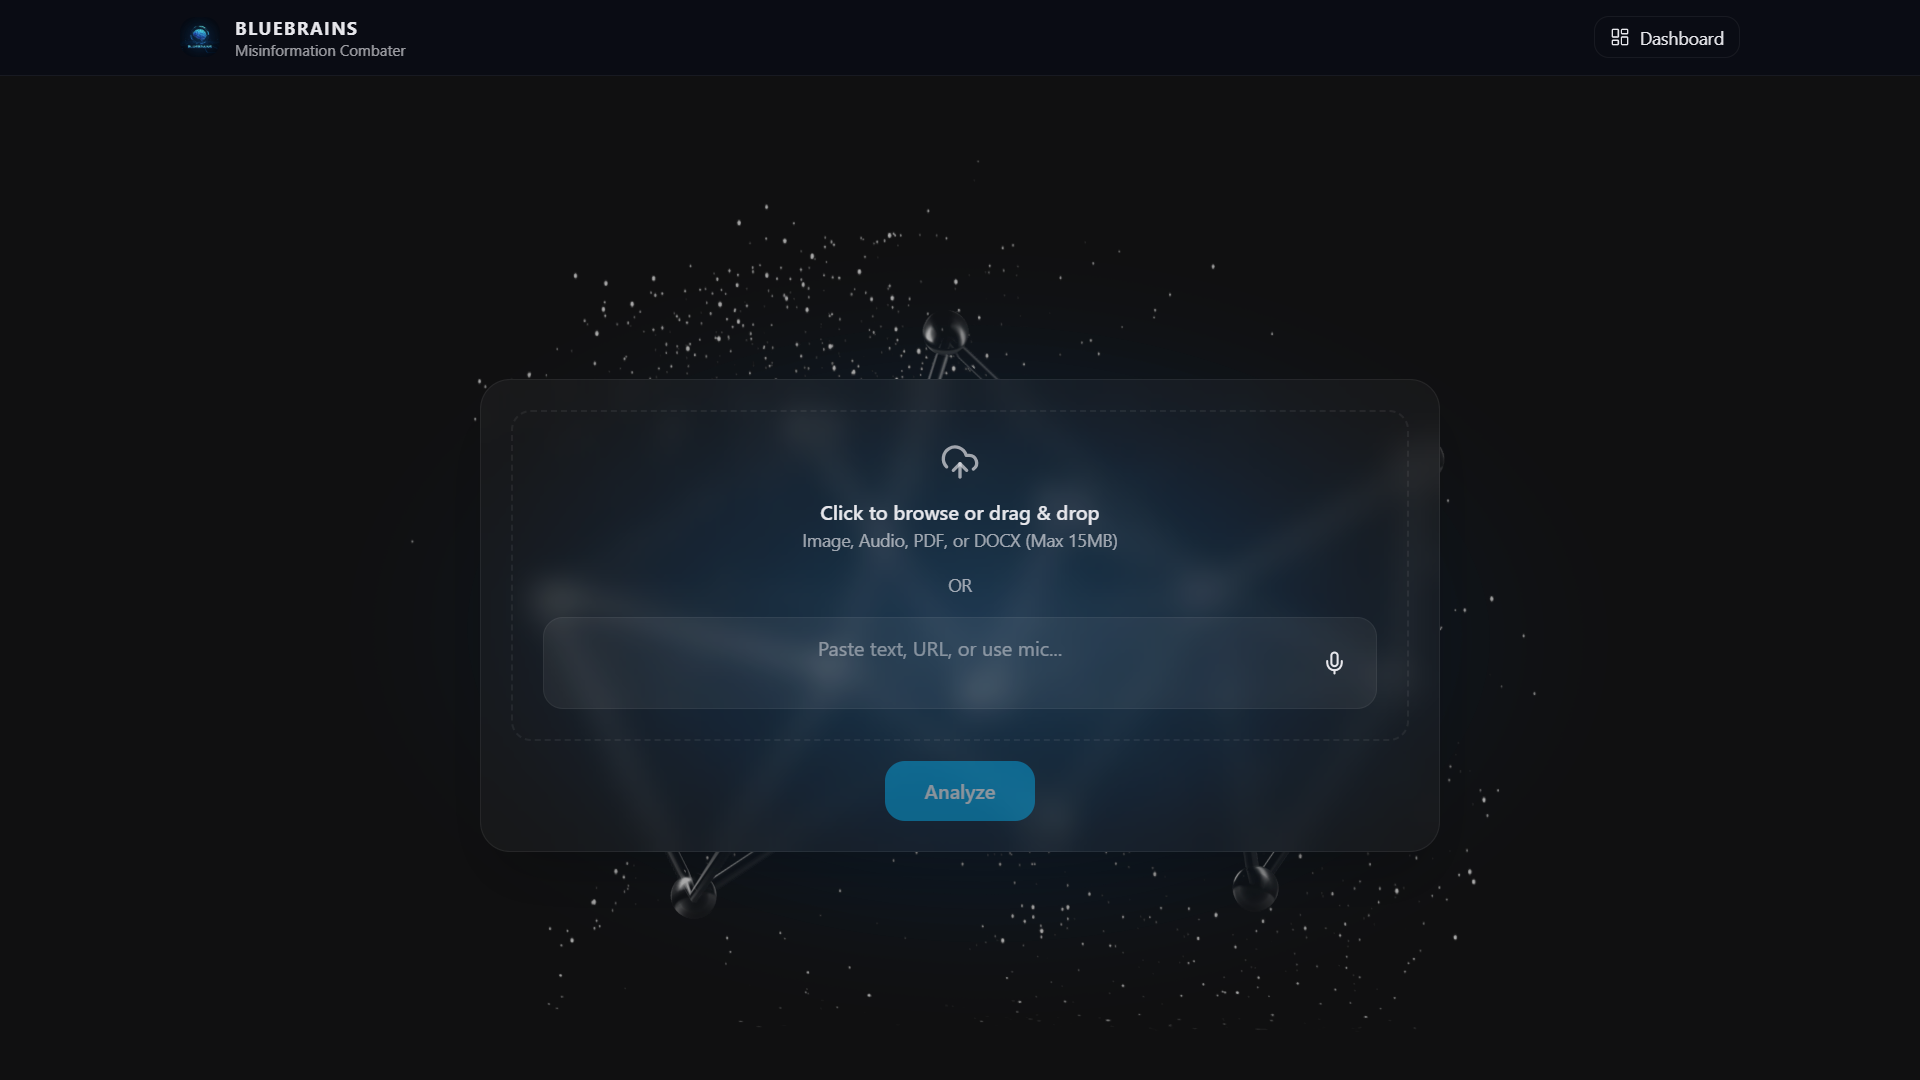 BLUEBRAINS
Misinformation Combater
Dashboard
Click to browse or drag & drop
Image, Audio, PDF, or DOCX (Max 15MB)
OR
Paste text, URL, or use mic...
Analyze